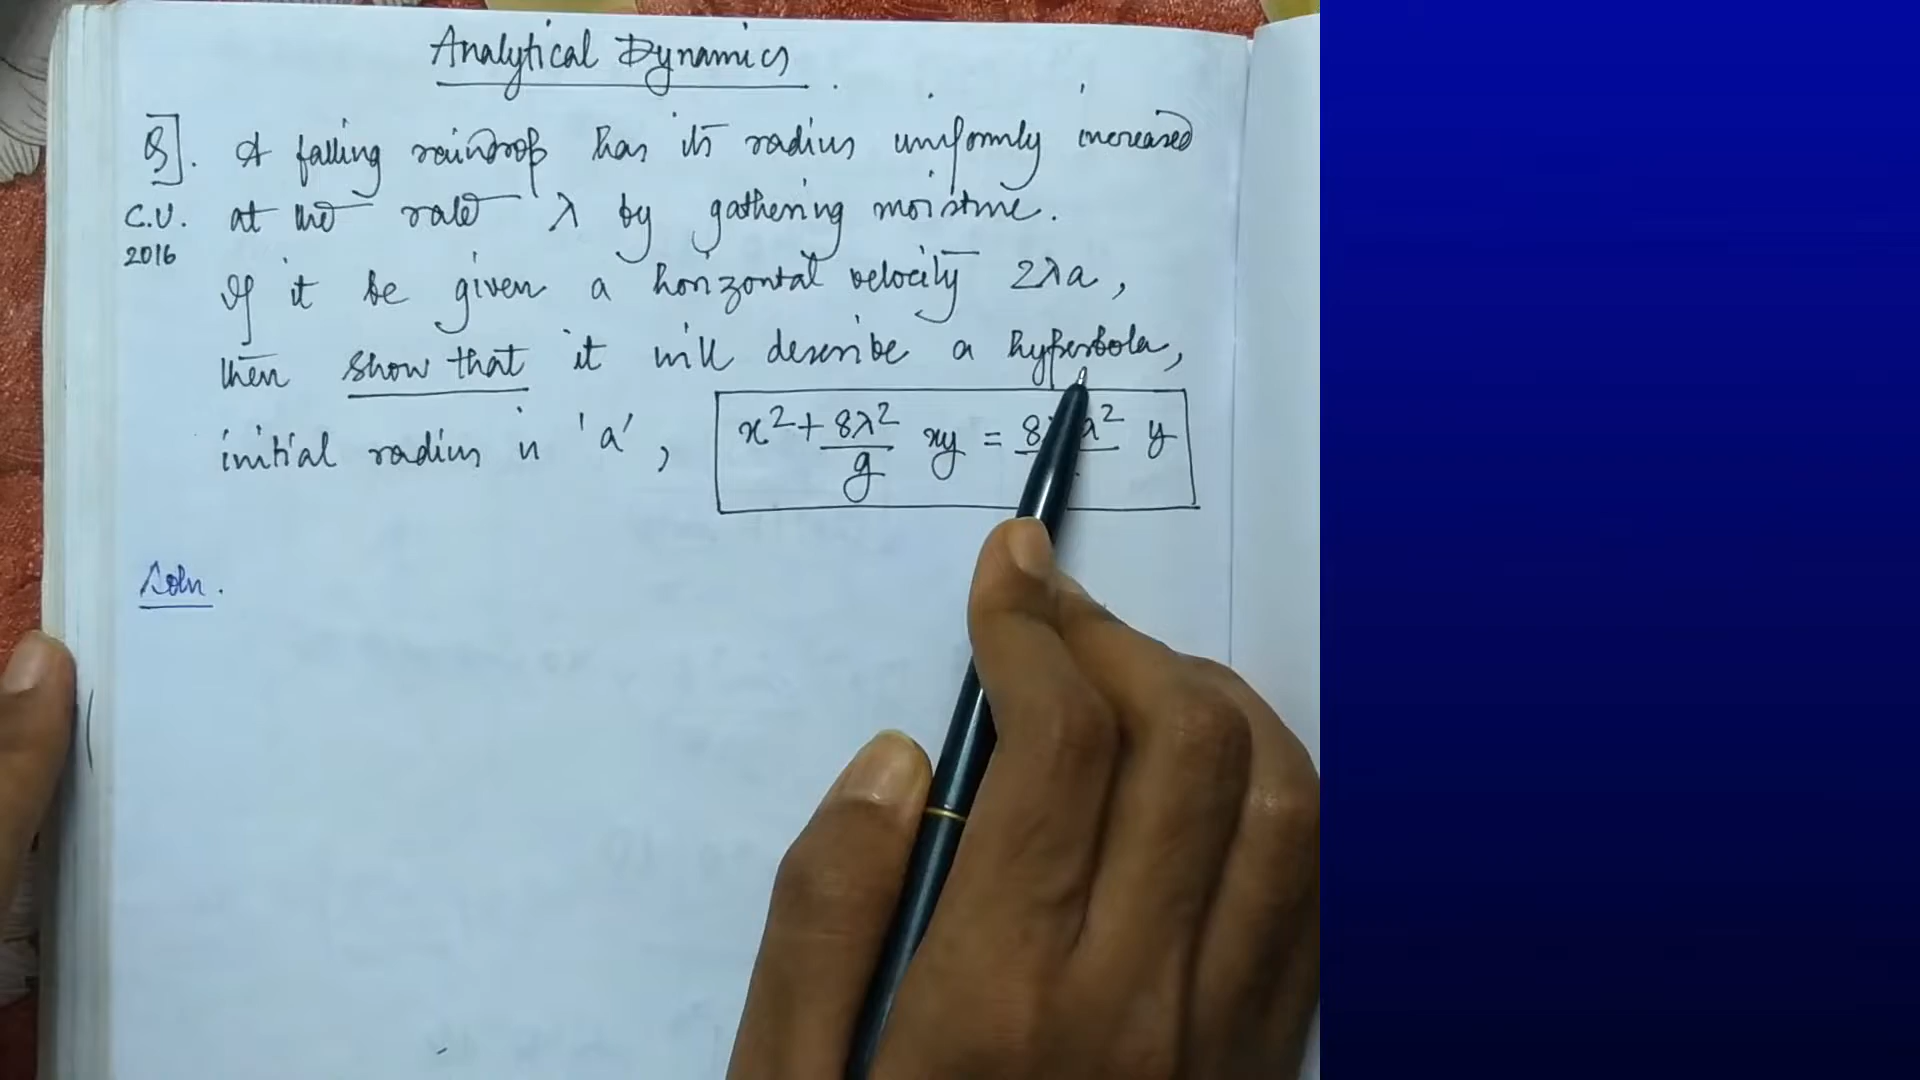 Analytical Dynamics
Q]. A falling raindrop has its radius uniformly increased
C.U. at the rate λ by gathering moisture.
2016
If it be given a horizontal velocity 2λa,
then show that it will describe a hyperbola,
initial radius is 'a', x² + 8λ²/g xy = 8 a² y
Soln.